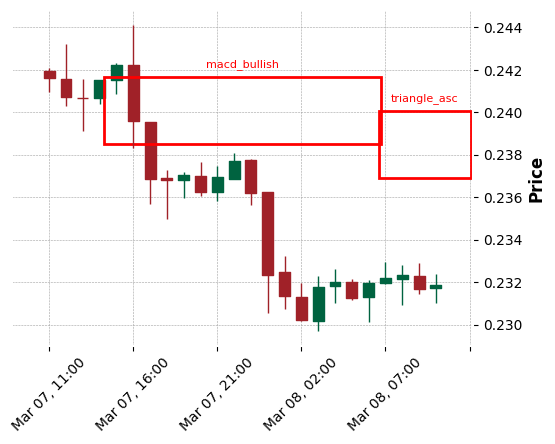 macd_bullish
triangle_asc
0.244
0.242
0.240
0.238
0.236
0.234
0.232
0.230
Price
Mar 07, 11:00
Mar 07, 16:00
Mar 07, 21:00
Mar 08, 02:00
Mar 08, 07:00